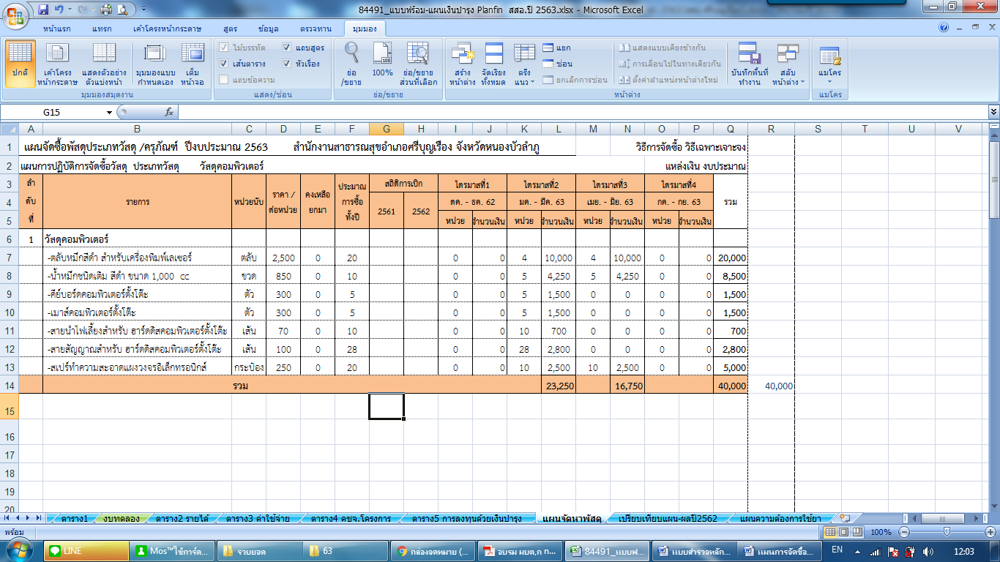 84491_แบบฟร้อม-แผนเงินบำรุง Planfin สสอ.ปี 2563.xlsx - Microsoft Excel
หน้าแรก แทรก เค้าโครงหน้ากระดาษ สูตร ข้อมูล ตรวจทาน มุมมอง
ปกติ เค้าโครงหน้ากระดาษ แสดงตัวอย่างตัวแบ่งหน้า มุมมองแบบกำหนดเอง เต็มหน้าจอ
ไม้บรรทัด แถบสูตร
เส้นตาราง หัวเรื่อง
แถบข้อความ
ย่อ/ขยาย 100% ย่อ/ขยายส่วนที่เลือก
สร้างหน้าต่าง จัดเรียงทั้งหมด ตรึงแนว
แยก
ซ่อน
ยกเลิกการซ่อน
แสดงแบบเคียงข้างกัน
การเลื่อนไปในทางเดียวกัน
ตั้งค่าตำแหน่งหน้าต่างใหม่
บันทึกพื้นที่ทำงาน สลับหน้าต่าง แมโคร
มุมมองสมุดงาน แสดง/ซ่อน ย่อ/ขยาย หน้าต่าง แมโคร
G15 fx
A B C D E F G H I J K L M N O P Q R S T U V
1 แผนจัดซื้อพัสดุประเภทวัสดุ /ครุภัณฑ์ ปีงบประมาณ 2563 สำนักงานสาธารณสุขอำเภอศรีบุญเรือง จังหวัดหนองบัวลำภู วิธีการจัดซื้อ วิธีเฉพาะเจาะจง
2 แผนการปฏิบัติการจัดซื้อวัสดุ ประเภทวัสดุ วัสดุคอมพิวเตอร์ แหล่งเงิน งบประมาณ
3 ลำดับที่ รายการ หน่วยนับ ราคา / ต่อหน่วย คงเหลือยกมา ประมาณการซื้อทั้งปี สถิติการเบิก ไตรมาสที่1 ไตรมาสที่2 ไตรมาสที่3 ไตรมาสที่4 รวม
4 2561 2562 ตค. - ธค. 62 มค. - มีค. 63 เมย. - มิย. 63 กค. - กย. 63
5 หน่วย จำนวนเงิน หน่วย จำนวนเงิน หน่วย จำนวนเงิน หน่วย จำนวนเงิน
6 1 วัสดุคอมพิวเตอร์
7 -ตลับหมึกสีดำ สำหรับเครื่องพิมพ์เลเซอร์ ตลับ 2,500 0 20 0 0 4 10,000 4 10,000 0 0 20,000
8 -น้ำหมึกชนิดเติม สีดำ ขนาด 1,000 cc ขวด 850 0 10 0 0 5 4,250 5 4,250 0 0 8,500
9 -คีย์บอร์ดคอมพิวเตอร์ตั้งโต๊ะ ตัว 300 0 5 0 0 5 1,500 0 0 0 0 1,500
10 -เมาส์คอมพิวเตอร์ตั้งโต๊ะ ตัว 300 0 5 0 0 5 1,500 0 0 0 0 1,500
11 -สายนำไฟเลี้ยงสำหรับ ฮาร์ดดิสคอมพิวเตอร์ตั้งโต๊ะ เส้น 70 0 10 0 0 10 700 0 0 0 0 700
12 -สายสัญญาณสำหรับ ฮาร์ดดิสคอมพิวเตอร์ตั้งโต๊ะ เส้น 100 0 28 0 0 28 2,800 0 0 0 0 2,800
13 -สเปร์ทำความสะอาดแผงวงจรอิเล็กทรอนิกส์ กระป๋อง 250 0 20 0 0 10 2,500 10 2,500 0 0 5,000
14 รวม 23,250 16,750 40,000 40,000
15
16
17
18
19
20
ตาราง1 งบทดลอง ตาราง2 รายได้ ตาราง3 ค่าใช้จ่าย ตาราง4 คชจ.โครงการ ตาราง5 การลงทุนด้วยเงินบำรุง แผนจัดหาพัสดุ เปรียบเทียบแผน-ผลปี2562 แผนความต้องการใช้ยา
พร้อม 100%
LINE Mos™ใช้การ์ด... รวบยอด 63 กล่องจดหมาย (... อบรม ผบต,ก ก... 84491_แบบฟ... แบบสำรวจหลัก... แผนการจัดซื้อ... EN 12:03